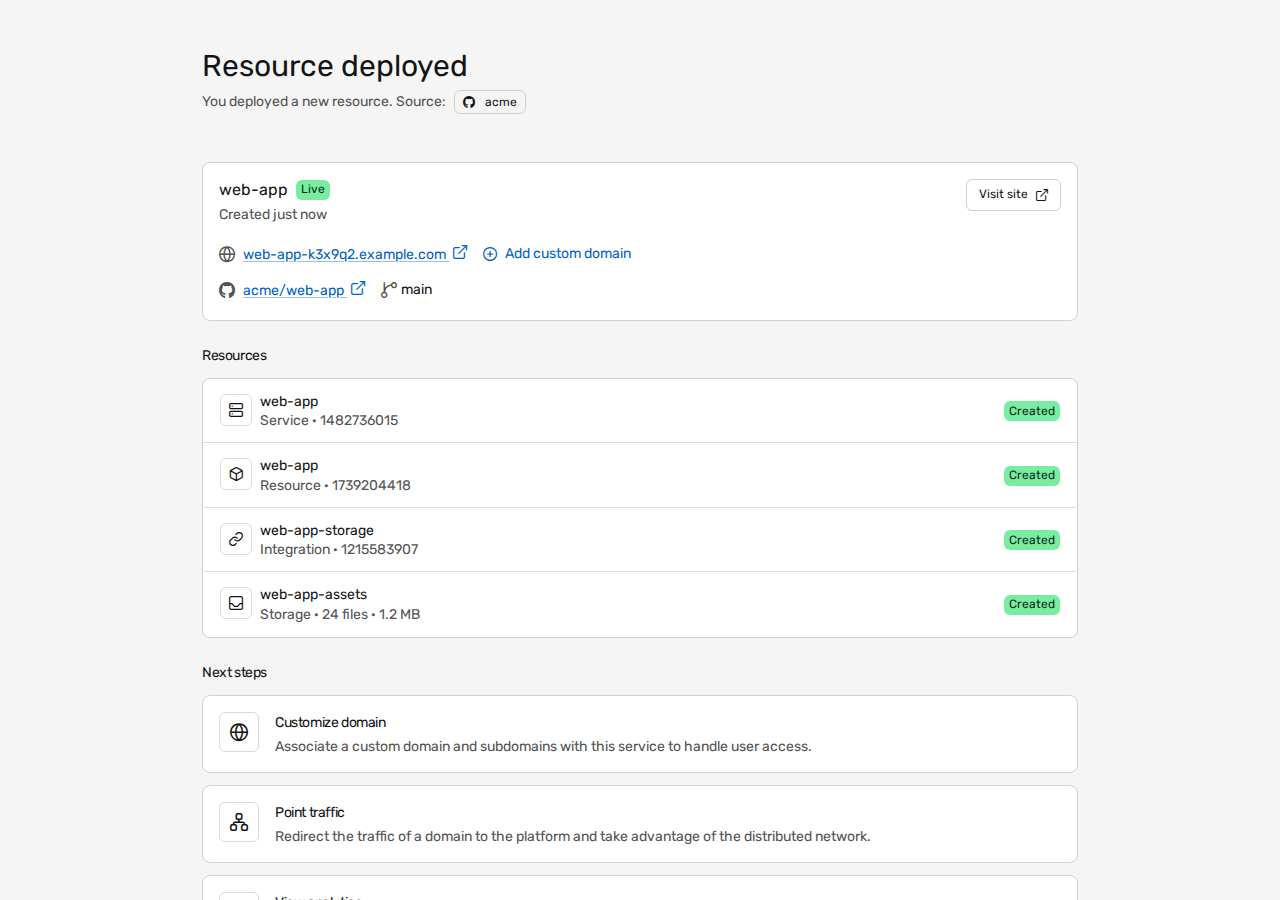 Resource deployed
You deployed a new resource. Source: acme
web-app Live
Visit site
Created just now
web-app-k3x9q2.example.com Add custom domain
acme/web-app main
Resources
web-app
Service • 1482736015
Created
web-app
Resource • 1739204418
Created
web-app-storage
Integration • 1215583907
Created
web-app-assets
Storage • 24 files • 1.2 MB
Created
Next steps
Customize domain
Associate a custom domain and subdomains with this service to handle user access.
Point traffic
Redirect the traffic of a domain to the platform and take advantage of the distributed network.